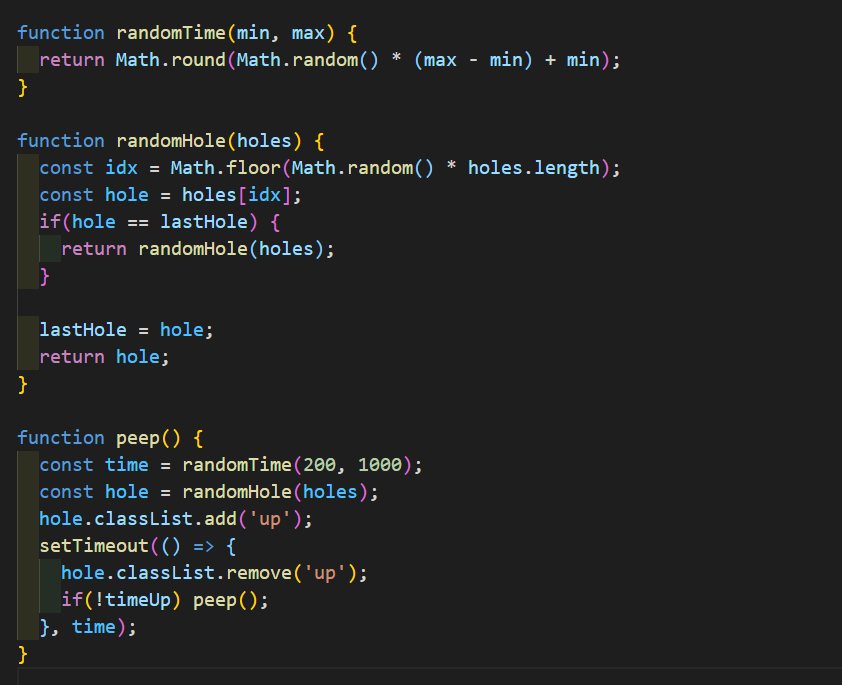 function randomTime(min, max) {
  return Math.round(Math.random() * (max - min) + min);
}

function randomHole(holes) {
  const idx = Math.floor(Math.random() * holes.length);
  const hole = holes[idx];
  if(hole == lastHole) {
    return randomHole(holes);
  }

  lastHole = hole;
  return hole;
}

function peep() {
  const time = randomTime(200, 1000);
  const hole = randomHole(holes);
  hole.classList.add('up');
  setTimeout(() => {
    hole.classList.remove('up');
    if(!timeUp) peep();
  }, time);
}